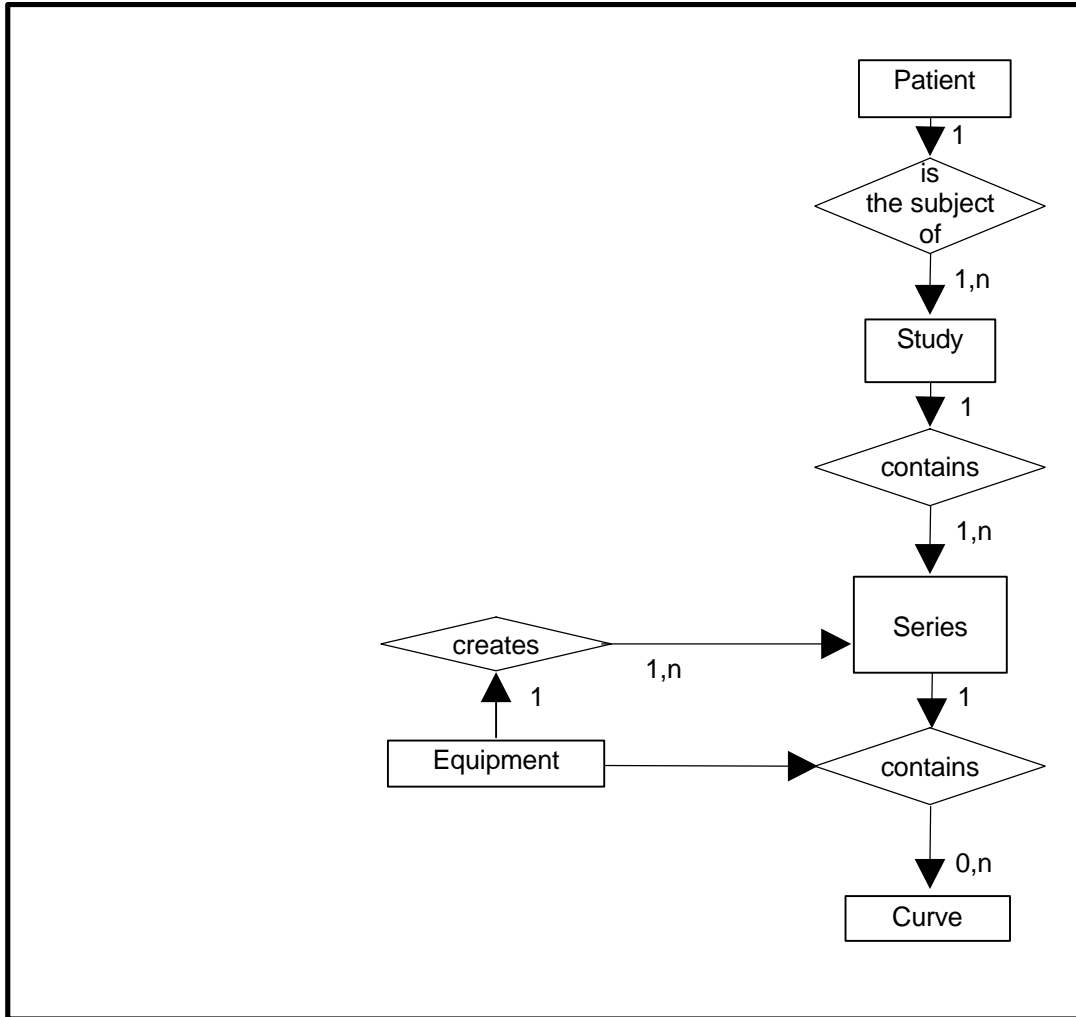 Patient
1
is
the subject
of
1,n
Study
1
contains
1,n
Series
creates
1,n
1
1
Equipment
contains
0,n
Curve